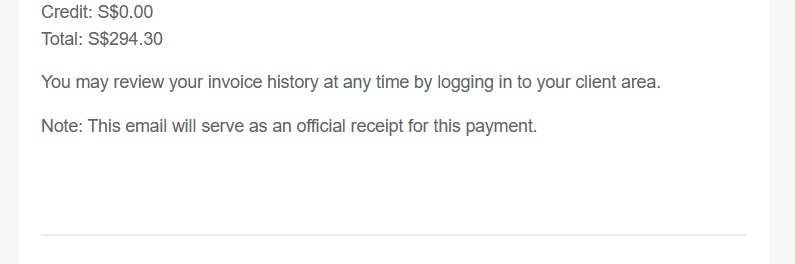 Credit: S$0.00
Total: S$294.30
You may review your invoice history at any time by logging in to your client area.
Note: This email will serve as an official receipt for this payment.